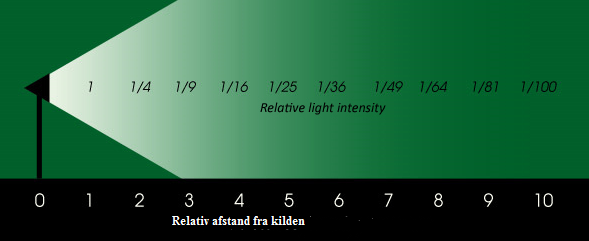 1 1/4 1/9 1/16 1/25 1/36 1/49 1/64 1/81 1/100
Relative light intensity
0 1 2 3 4 5 6 7 8 9 10
Relativ afstand fra kilden